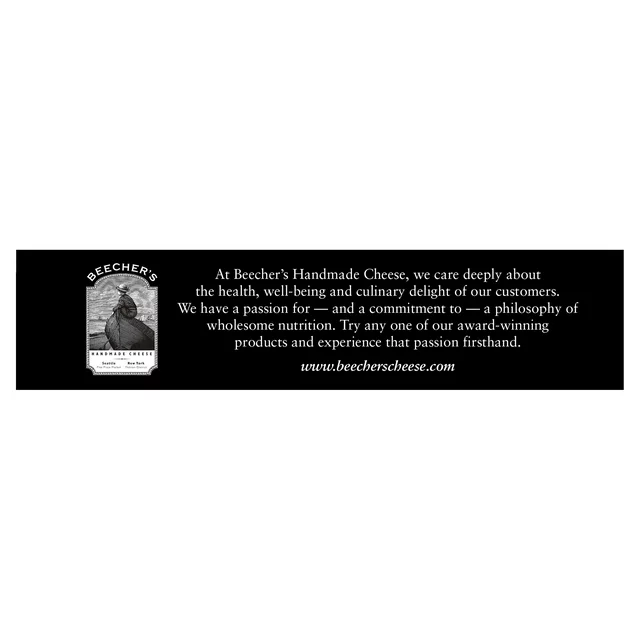 BEECHER'S
HANDMADE CHEESE
Seattle New York
At Beecher's Handmade Cheese, we care deeply about
the health, well-being and culinary delight of our customers.
We have a passion for — and a commitment to — a philosophy of
wholesome nutrition. Try any one of our award-winning
products and experience that passion firsthand.
www.beecherscheese.com